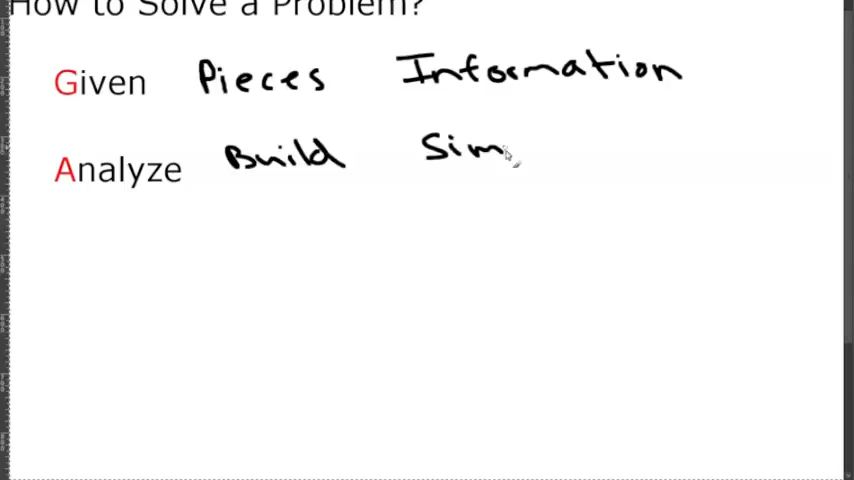 How to Solve a Problem?
Given Pieces Information
Analyze Build Sim